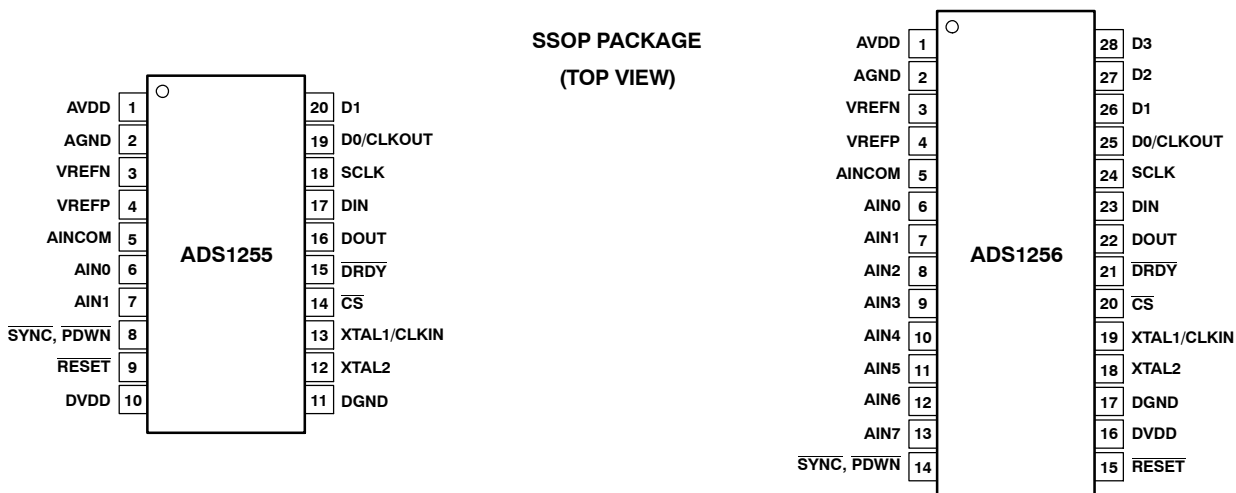 SSOP PACKAGE
(TOP VIEW)
AVDD 1
AGND 2
VREFN 3
VREFP 4
AINCOM 5
AIN0 6
AIN1 7
SYNC, PDWN 8
RESET 9
DVDD 10
ADS1255
20 D1
19 D0/CLKOUT
18 SCLK
17 DIN
16 DOUT
15 DRDY
14 CS
13 XTAL1/CLKIN
12 XTAL2
11 DGND
AVDD 1
AGND 2
VREFN 3
VREFP 4
AINCOM 5
AIN0 6
AIN1 7
AIN2 8
AIN3 9
AIN4 10
AIN5 11
AIN6 12
AIN7 13
SYNC, PDWN 14
ADS1256
28 D3
27 D2
26 D1
25 D0/CLKOUT
24 SCLK
23 DIN
22 DOUT
21 DRDY
20 CS
19 XTAL1/CLKIN
18 XTAL2
17 DGND
16 DVDD
15 RESET